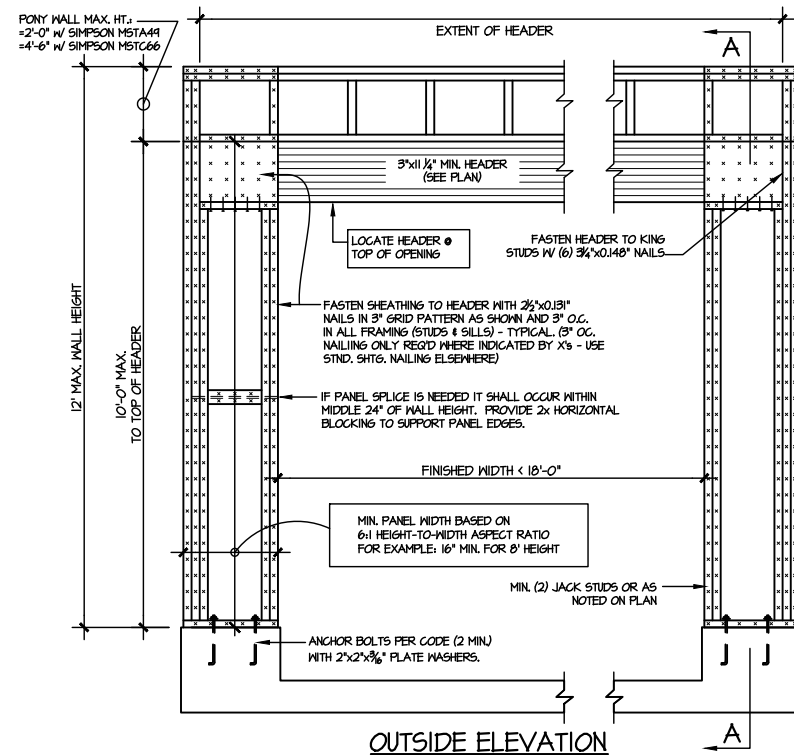 PONY WALL MAX. HT.:
=2'-0" W/ SIMPSON MSTA49
=4'-6" W/ SIMPSON MSTC66
EXTENT OF HEADER
A
3"x11 1/4" MIN. HEADER
(SEE PLAN)
LOCATE HEADER @
TOP OF OPENING
FASTEN HEADER TO KING
STUDS W/ (6) 3 1/4"x0.148" NAILS
FASTEN SHEATHING TO HEADER WITH 2½"x0.131"
NAILS IN 3" GRID PATTERN AS SHOWN AND 3" O.C.
IN ALL FRAMING (STUDS & SILLS) - TYPICAL. (3" OC.
NAILIING ONLY REQ'D WHERE INDICATED BY X's - USE
STND. SHTG. NAILING ELSEWHERE)
12' MAX. WALL HEIGHT
10'-0" MAX.
TO TOP OF HEADER
IF PANEL SPLICE IS NEEDED IT SHALL OCCUR WITHIN
MIDDLE 24" OF WALL HEIGHT. PROVIDE 2x HORIZONTAL
BLOCKING TO SUPPORT PANEL EDGES.
FINISHED WIDTH < 18'-0"
MIN. PANEL WIDTH BASED ON
6:1 HEIGHT-TO-WIDTH ASPECT RATIO
FOR EXAMPLE: 16" MIN. FOR 8' HEIGHT
MIN. (2) JACK STUDS OR AS
NOTED ON PLAN
ANCHOR BOLTS PER CODE (2 MIN.)
WITH 2"x2"x3/16" PLATE WASHERS.
OUTSIDE ELEVATION
A